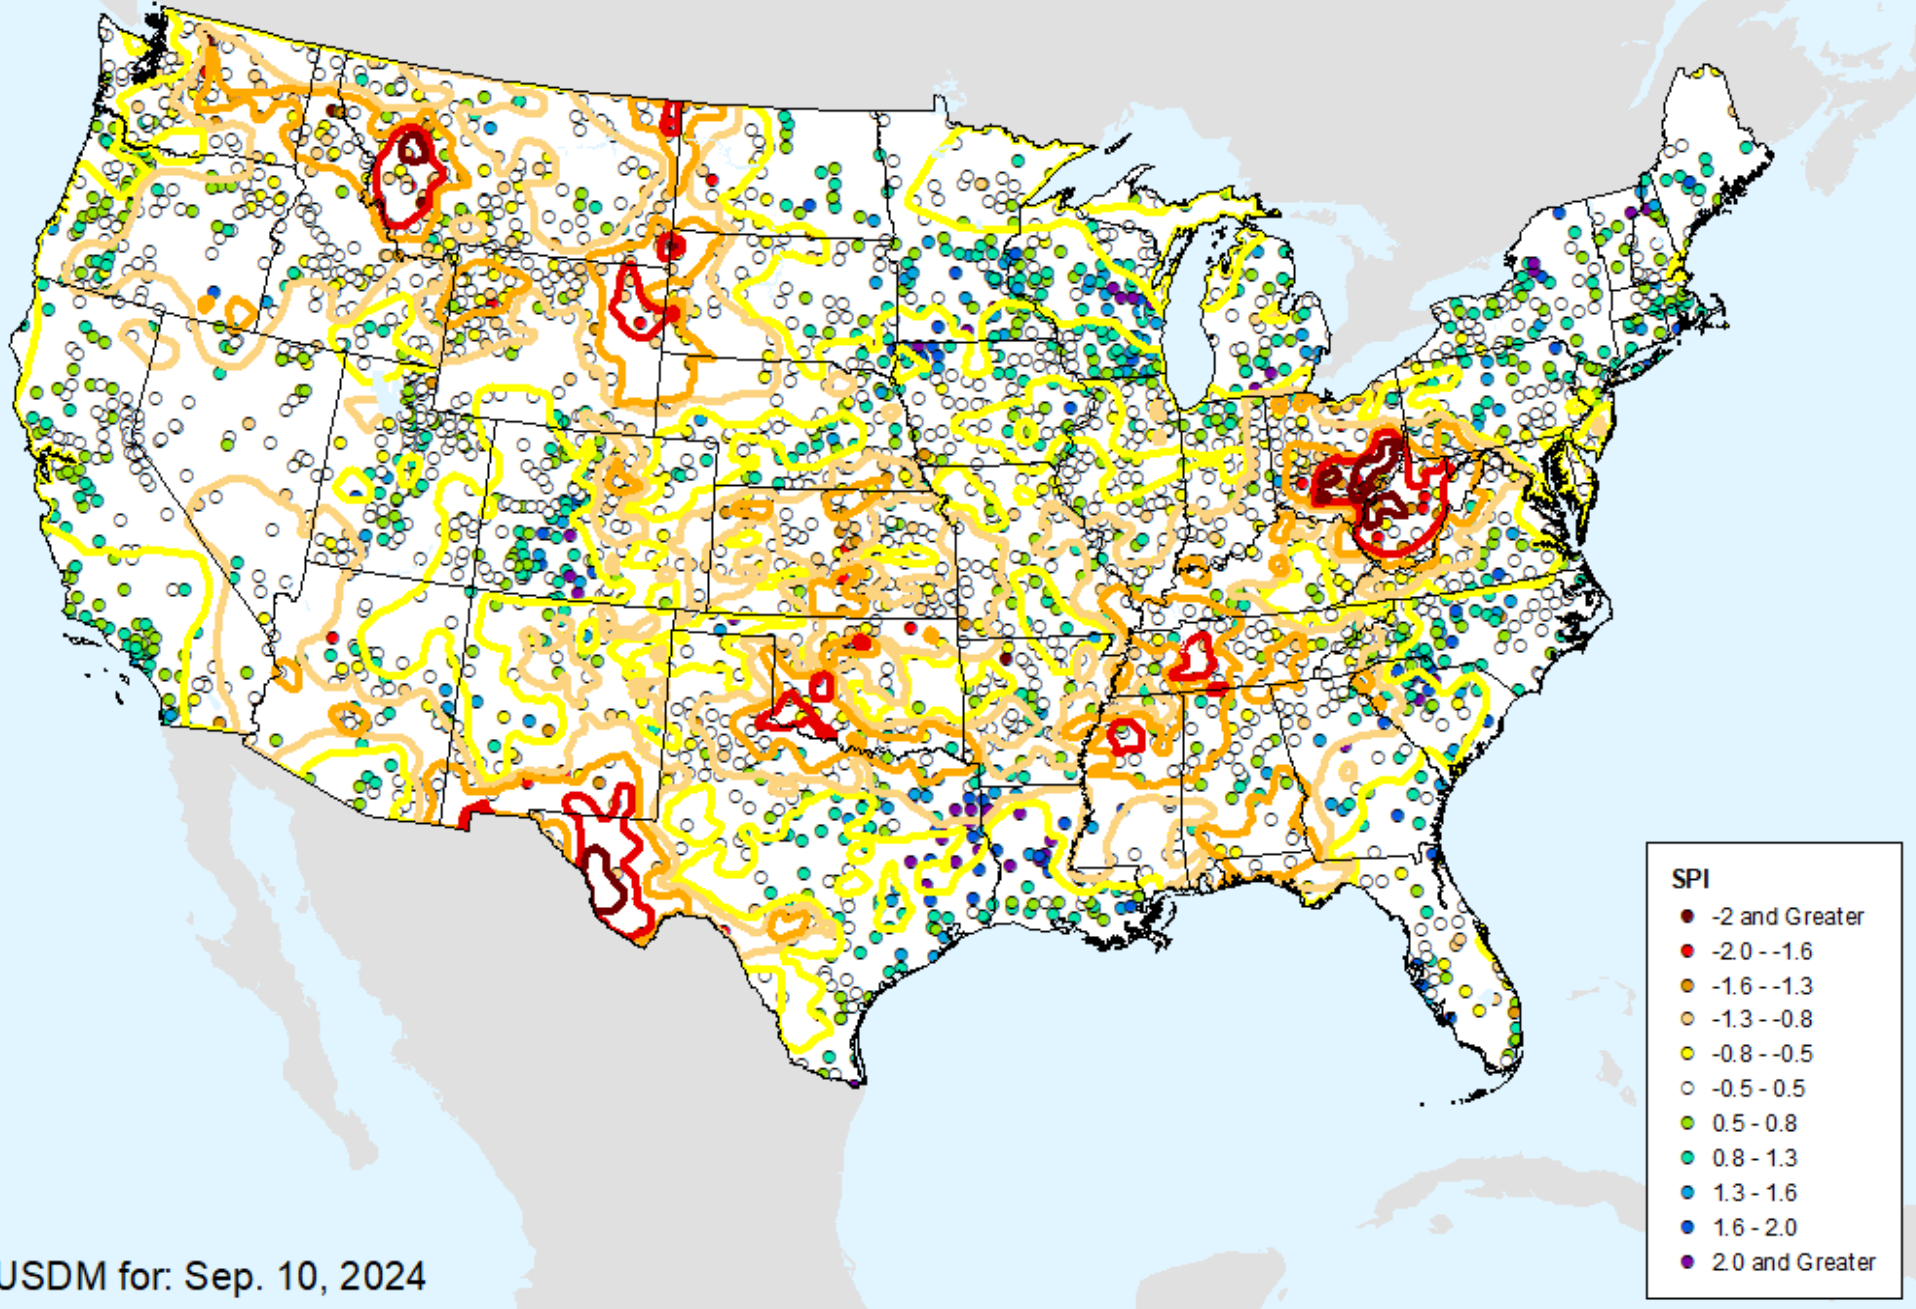 SPI
-2 and Greater
-2.0 - -1.6
-1.6 - -1.3
-1.3 - -0.8
-0.8 - -0.5
-0.5 - 0.5
0.5 - 0.8
0.8 - 1.3
1.3 - 1.6
1.6 - 2.0
2.0 and Greater
USDM for: Sep. 10, 2024